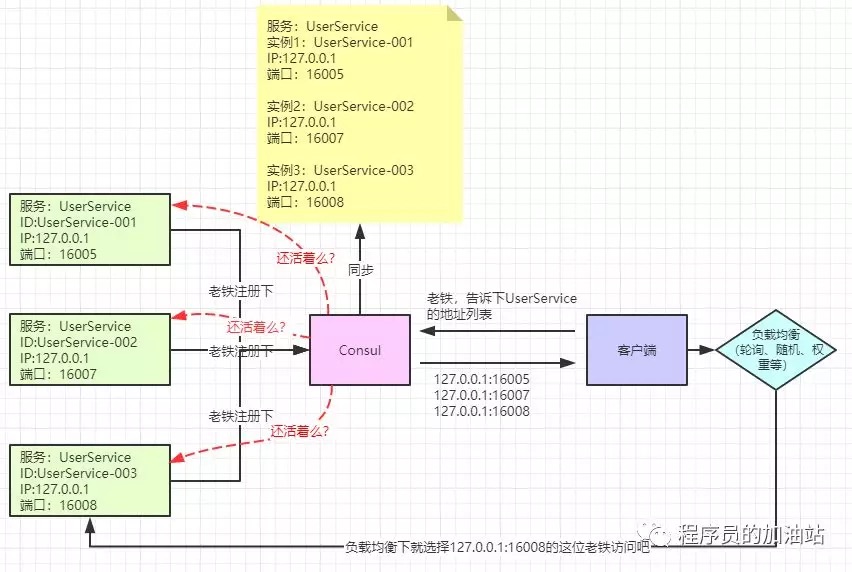 服务：UserService
实例1：UserService-001
IP:127.0.0.1
端口：16005
实例2：UserService-002
IP:127.0.0.1
端口：16007
实例3：UserService-003
IP:127.0.0.1
端口：16008
服务：UserService
ID:UserService-001
IP:127.0.0.1
端口：16005
还活着么?
同步
老铁注册下
老铁，告诉下UserService
的地址列表
服务：UserService
ID:UserService-002
IP:127.0.0.1
端口：16007
还活着么?
老铁注册下
Consul
客户端
负载均衡
(轮询、随机、权
重等)
127.0.0.1:16005
127.0.0.1:16007
127.0.0.1:16008
老铁注册下
还活着么?
服务：UserService
ID:UserService-003
IP:127.0.0.1
端口：16008
负载均衡下就选择127.0.0.1:16008的这位老铁访问吧
程序员的加油站